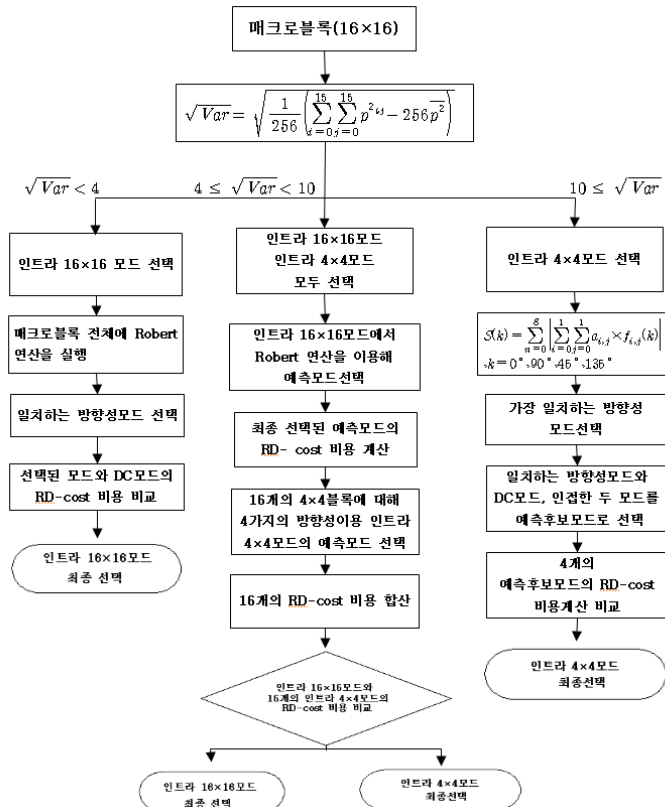 매크로블록(16×16)
√Var = √(1/256 (∑_{i=0}^{15} ∑_{j=0}^{15} p²_{i,j} − 256p̄²))
√Var < 4
4 ≤ √Var < 10
10 ≤ √Var
인트라 16×16 모드 선택
매크로블록 전체에 Robert
연산을 실행
일치하는 방향성모드 선택
선택된 모드와 DC모드의
RD-cost 비용 비교
인트라 16×16모드
최종 선택
인트라 16×16모드
인트라 4×4모드
모두 선택
인트라 16×16모드에서
Robert 연산을 이용해
예측모드선택
최종 선택된 예측모드의
RD- cost 비용 계산
16개의 4×4블록에 대해
4가지의 방향성이용 인트라
4×4모드의 예측모드 선택
16개의 RD-cost 비용 합산
인트라 16×16모드와
16개의 인트라 4×4모드의
RD-cost 비용 비교
인트라 16×16모드
최종 선택
인트라 4×4모드
최종선택
인트라 4×4모드 선택
S(k) = ∑_{n=0}^{8} |∑_{i=0}^{1} ∑_{j=0}^{1} a_{i,j} × f_{i,j}(k)|
,k=0°,90°,45°,135°
가장 일치하는 방향성
모드선택
일치하는 방향성모드와
DC모드, 인접한 두 모드를
예측후보모드로 선택
4개의
예측후보모드의 RD-cost
비용계산 비교
인트라 4×4모드
최종선택